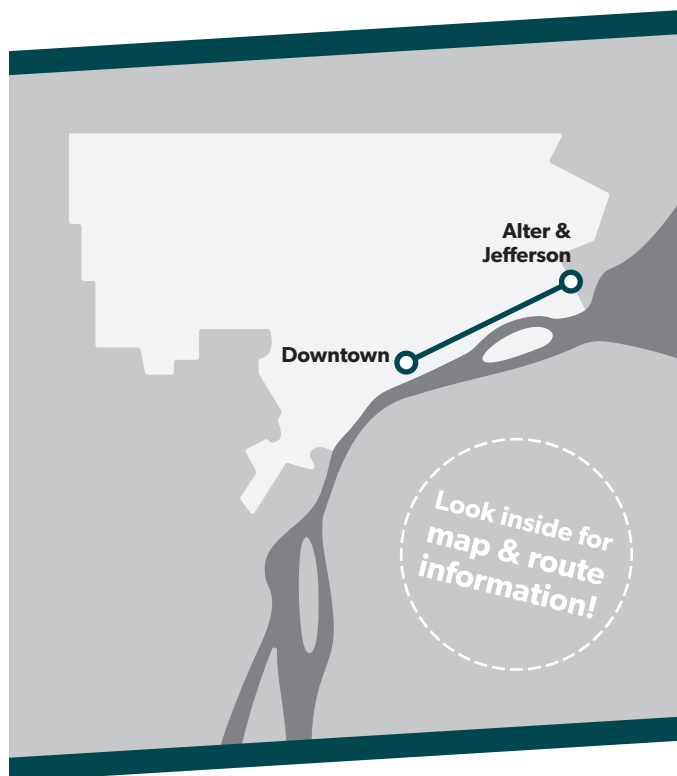 Alter &
Jefferson
Downtown
Look inside for
map & route
information!